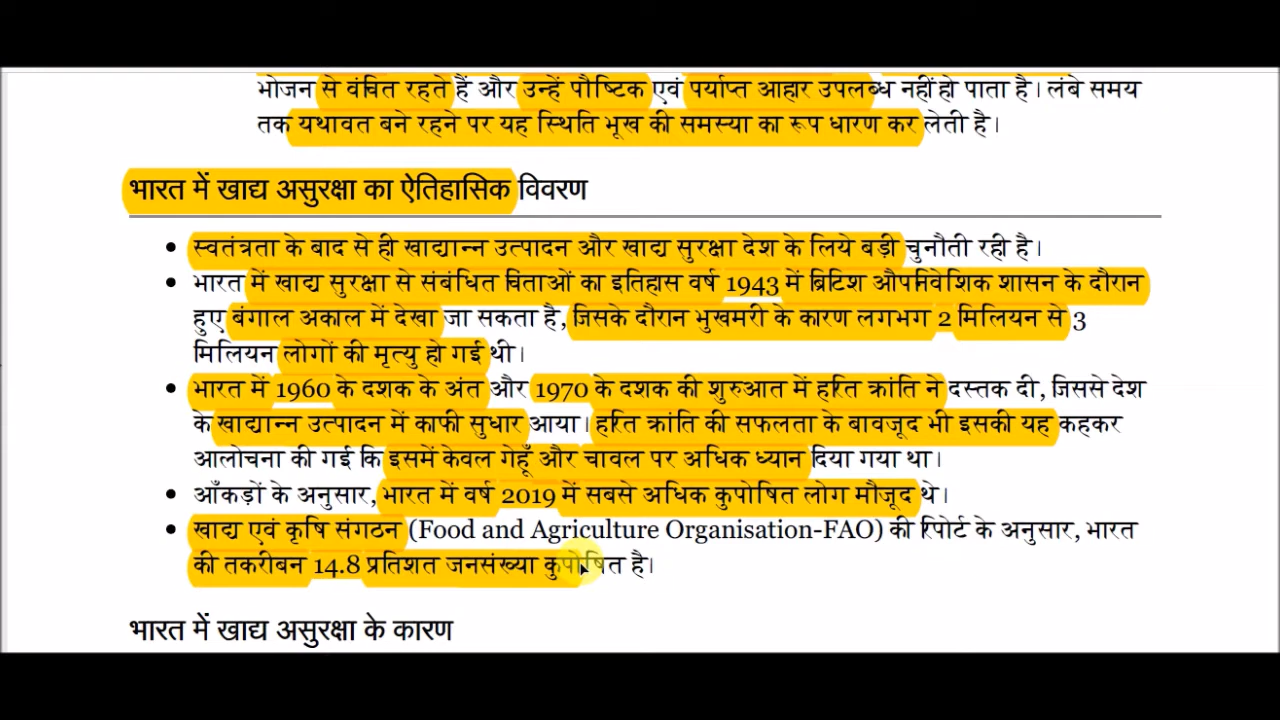 भोजन से वंचित रहते हैं और उन्हें पौष्टिक एवं पर्याप्त आहार उपलब्ध नहीं हो पाता है। लंबे समय
तक यथावत बने रहने पर यह स्थिति भूख की समस्या का रूप धारण कर लेती है।
भारत में खाद्य असुरक्षा का ऐतिहासिक विवरण
• स्वतंत्रता के बाद से ही खाद्यान्न उत्पादन और खाद्य सुरक्षा देश के लिये बड़ी चुनौती रही है।
• भारत में खाद्य सुरक्षा से संबंधित चिंताओं का इतिहास वर्ष 1943 में ब्रिटिश औपनिवेशिक शासन के दौरान
हुए बंगाल अकाल में देखा जा सकता है, जिसके दौरान भुखमरी के कारण लगभग 2 मिलियन से 3
मिलियन लोगों की मृत्यु हो गई थी।
• भारत में 1960 के दशक के अंत और 1970 के दशक की शुरुआत में हरित क्रांति ने दस्तक दी, जिससे देश
के खाद्यान्न उत्पादन में काफी सुधार आया। हरित क्रांति की सफलता के बावजूद भी इसकी यह कहकर
आलोचना की गई कि इसमें केवल गेहूँ और चावल पर अधिक ध्यान दिया गया था।
• आँकड़ों के अनुसार, भारत में वर्ष 2019 में सबसे अधिक कुपोषित लोग मौजूद थे।
• खाद्य एवं कृषि संगठन (Food and Agriculture Organisation-FAO) की रिपोर्ट के अनुसार, भारत
की तकरीबन 14.8 प्रतिशत जनसंख्या कुपोषित है।
भारत में खाद्य असुरक्षा के कारण